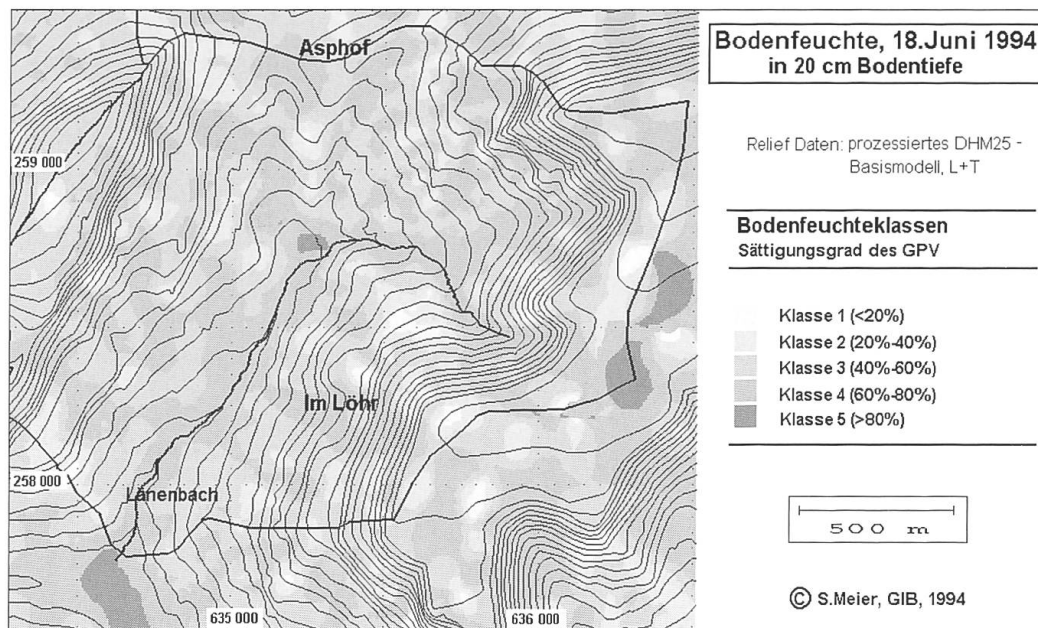 Asphof
259 000
Im Löhr
258 000
Länenbach
635 000
636 000
Bodenfeuchte, 18.Juni 1994
in 20 cm Bodentiefe
Relief Daten: prozessiertes DHM25 -
Basismodell, L+T
Bodenfeuchteklassen
Sättigungsgrad des GPV
Klasse 1 (<20%)
Klasse 2 (20%-40%)
Klasse 3 (40%-60%)
Klasse 4 (60%-80%)
Klasse 5 (>80%)
500 m
© S.Meier, GIB, 1994